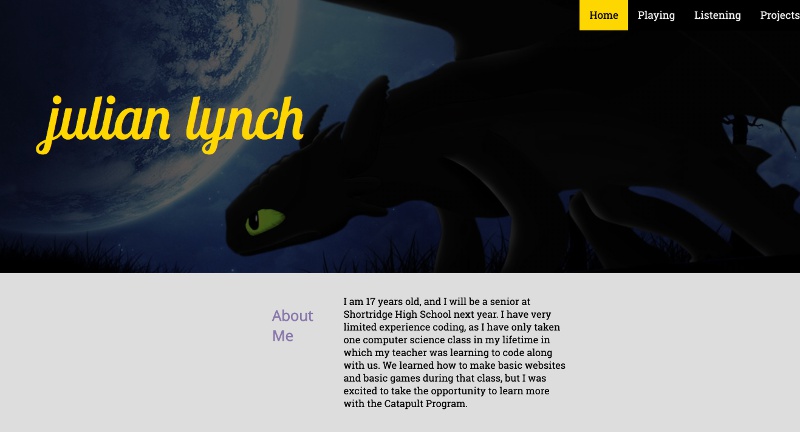 Home Playing Listening Projects
julian lynch
About
Me
I am 17 years old, and I will be a senior at
Shortridge High School next year. I have very
limited experience coding, as I have only taken
one computer science class in my lifetime in
which my teacher was learning to code along
with us. We learned how to make basic websites
and basic games during that class, but I was
excited to take the opportunity to learn more
with the Catapult Program.